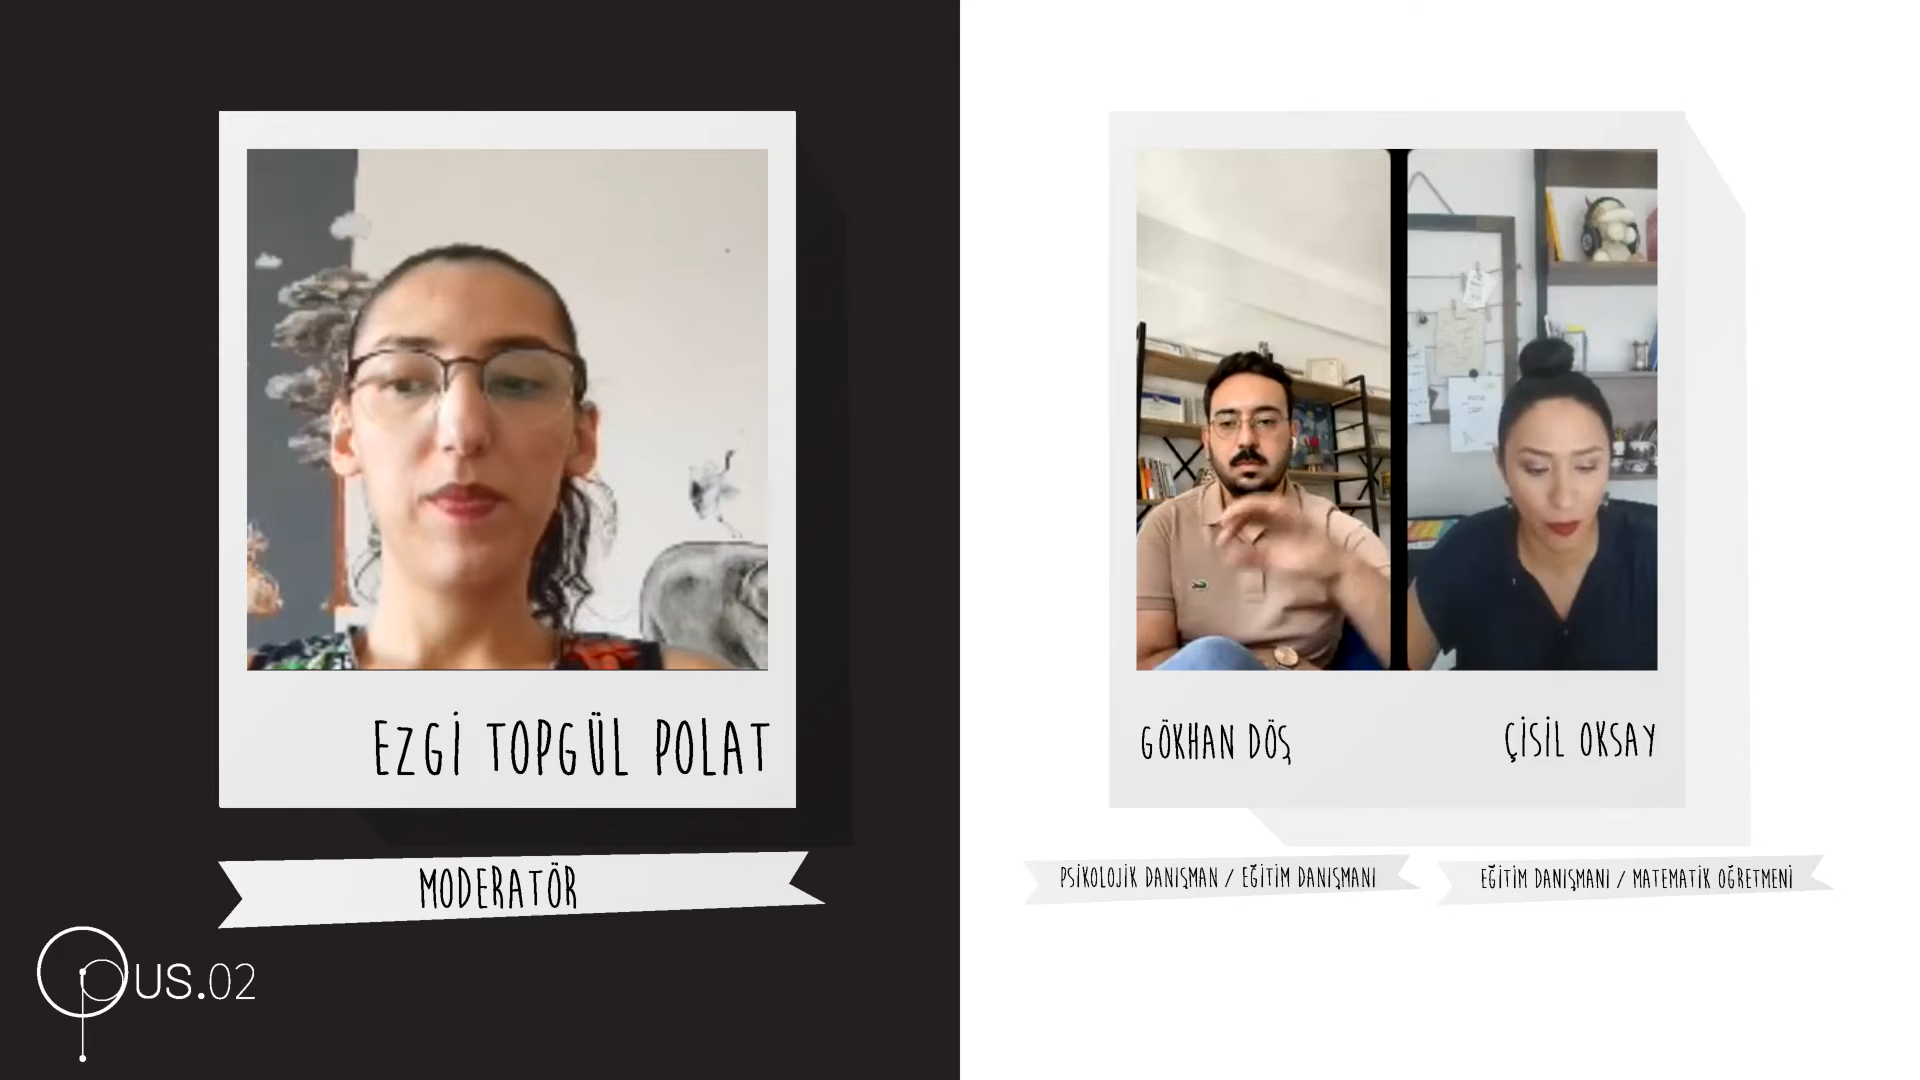 EZGİ TOPGÜL POLAT
MODERATÖR
OPUS.02
GÖKHAN DÖŞ
ÇİSİL OKSAY
PSİKOLOJİK DANIŞMAN / EĞİTİM DANIŞMANI
EĞİTİM DANIŞMANI / MATEMATİK ÖĞRETMENİ